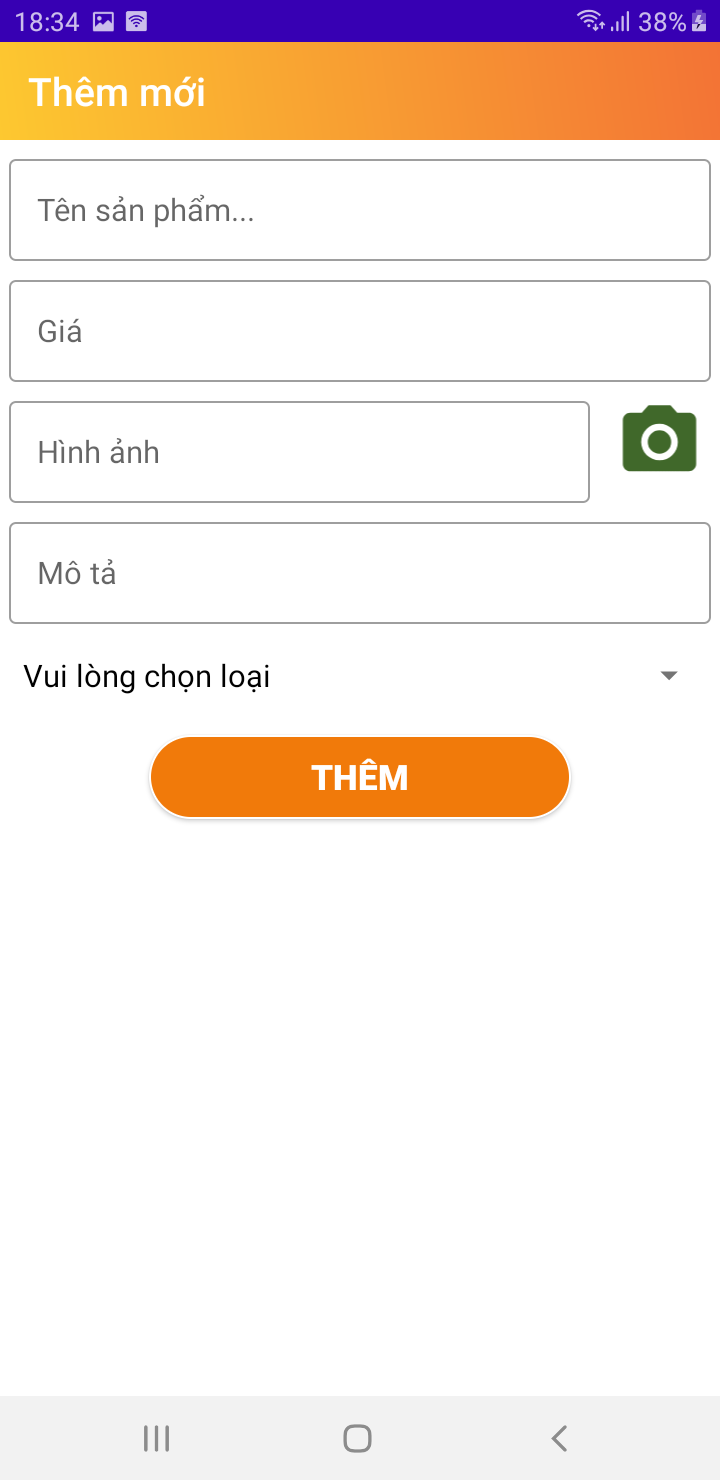 18:34 38%
Thêm mới
Tên sản phẩm...
Giá
Hình ảnh
Mô tả
Vui lòng chọn loại
THÊM